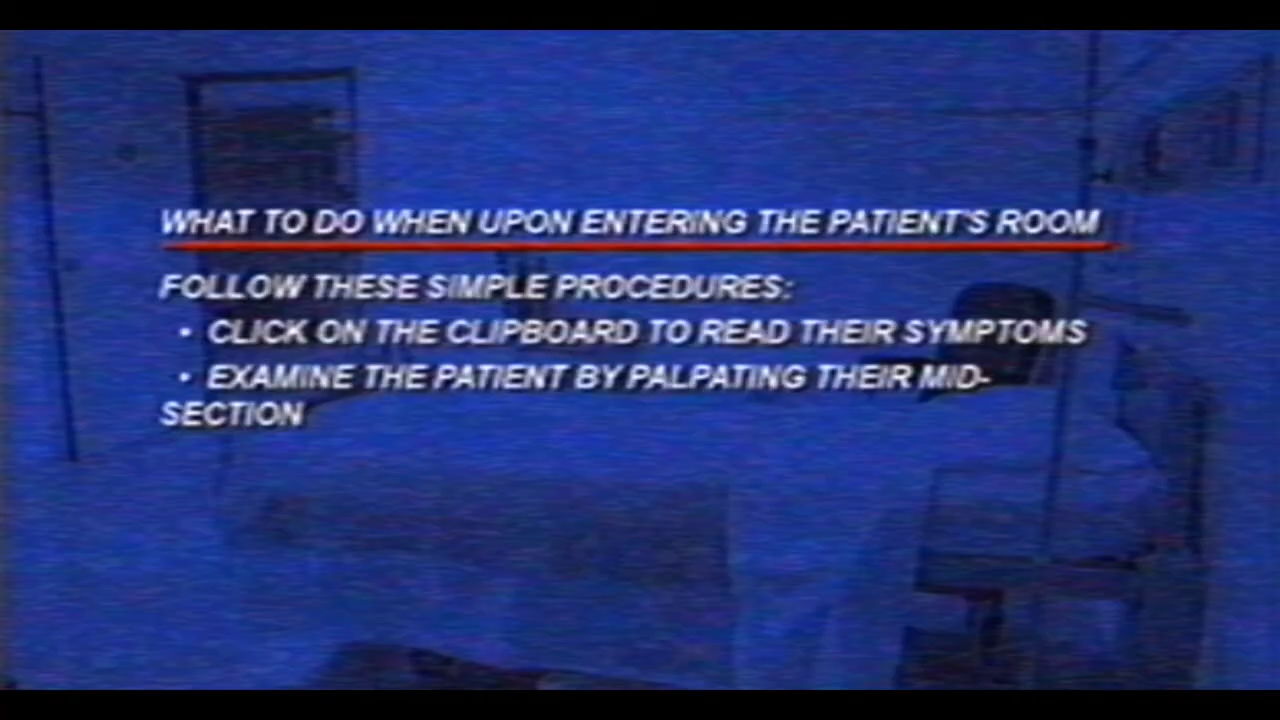 WHAT TO DO WHEN UPON ENTERING THE PATIENT'S ROOM
FOLLOW THESE SIMPLE PROCEDURES:
• CLICK ON THE CLIPBOARD TO READ THEIR SYMPTOMS
• EXAMINE THE PATIENT BY PALPATING THEIR MID-
SECTION